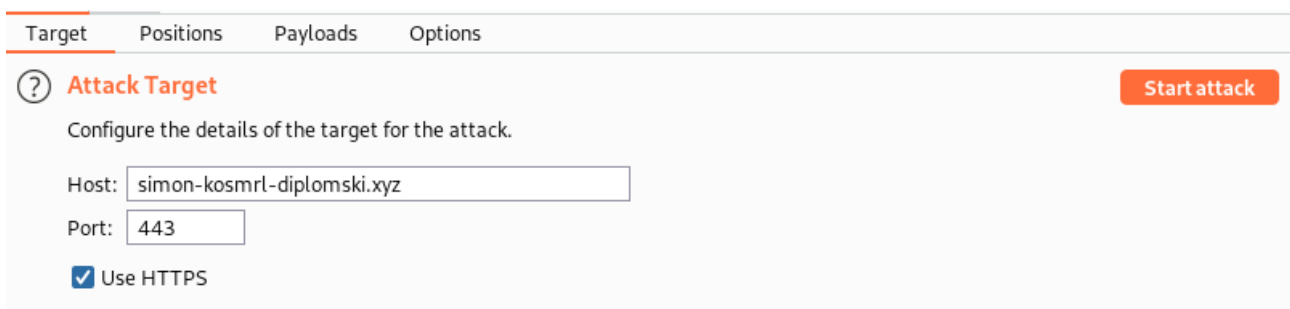 Target Positions Payloads Options
? Attack Target Start attack
Configure the details of the target for the attack.
Host: simon-kosmrl-diplomski.xyz
Port: 443
Use HTTPS